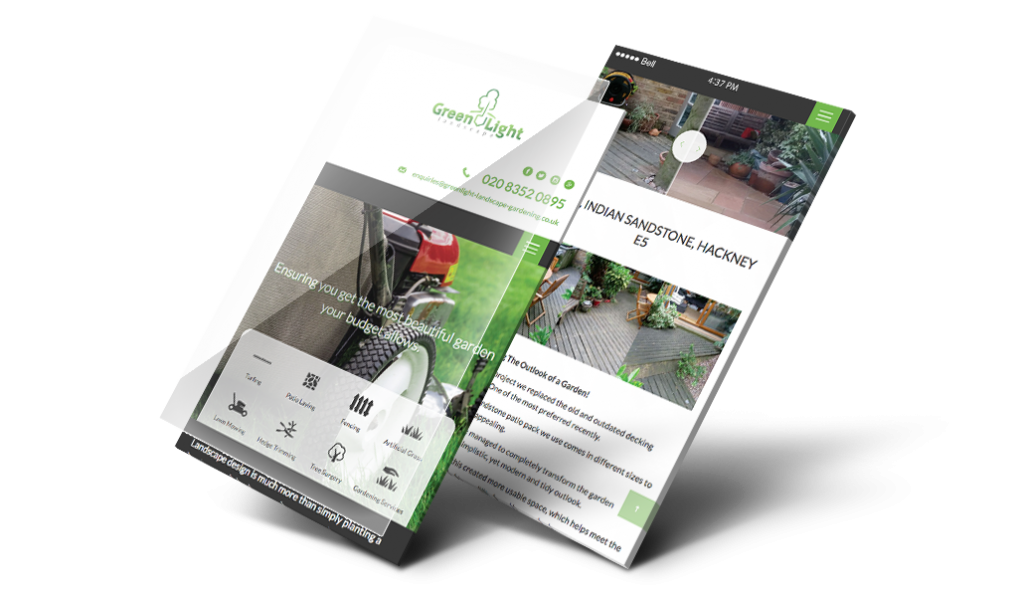 Green Light
landscape
020 8352 0895
enquiries@greenlight-landscape-gardening.co.uk
Ensuring you get the most beautiful garden
your budget allows.
Turfing
Patio Laying
Fencing
Artificial Grass
Lawn Mowing
Hedge Trimming
Tree Surgery
Gardening Services
Landscape design is much more than simply planting a
Bell
4:37 PM
, INDIAN SANDSTONE, HACKNEY
E5
The Outlook of a Garden!
project we replaced the old and outdated decking
One of the most preferred recently.
sandstone patio pack we use comes in different sizes to
appealing.
managed to completely transform the garden
simplistic, yet modern and tidy outlook.
this created more usable space, which helps meet the